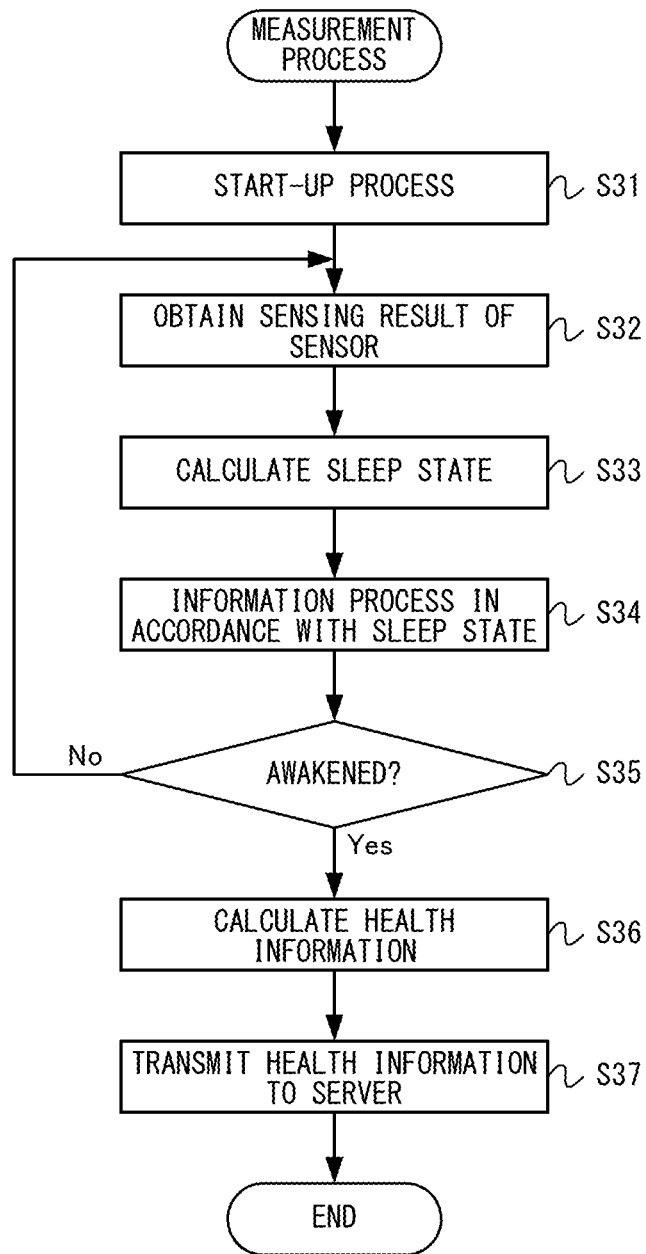 MEASUREMENT
PROCESS
START-UP PROCESS
S31
OBTAIN SENSING RESULT OF
SENSOR
S32
CALCULATE SLEEP STATE
S33
INFORMATION PROCESS IN
ACCORDANCE WITH SLEEP STATE
S34
No
AWAKENED?
S35
Yes
CALCULATE HEALTH
INFORMATION
S36
TRANSMIT HEALTH INFORMATION
TO SERVER
S37
END